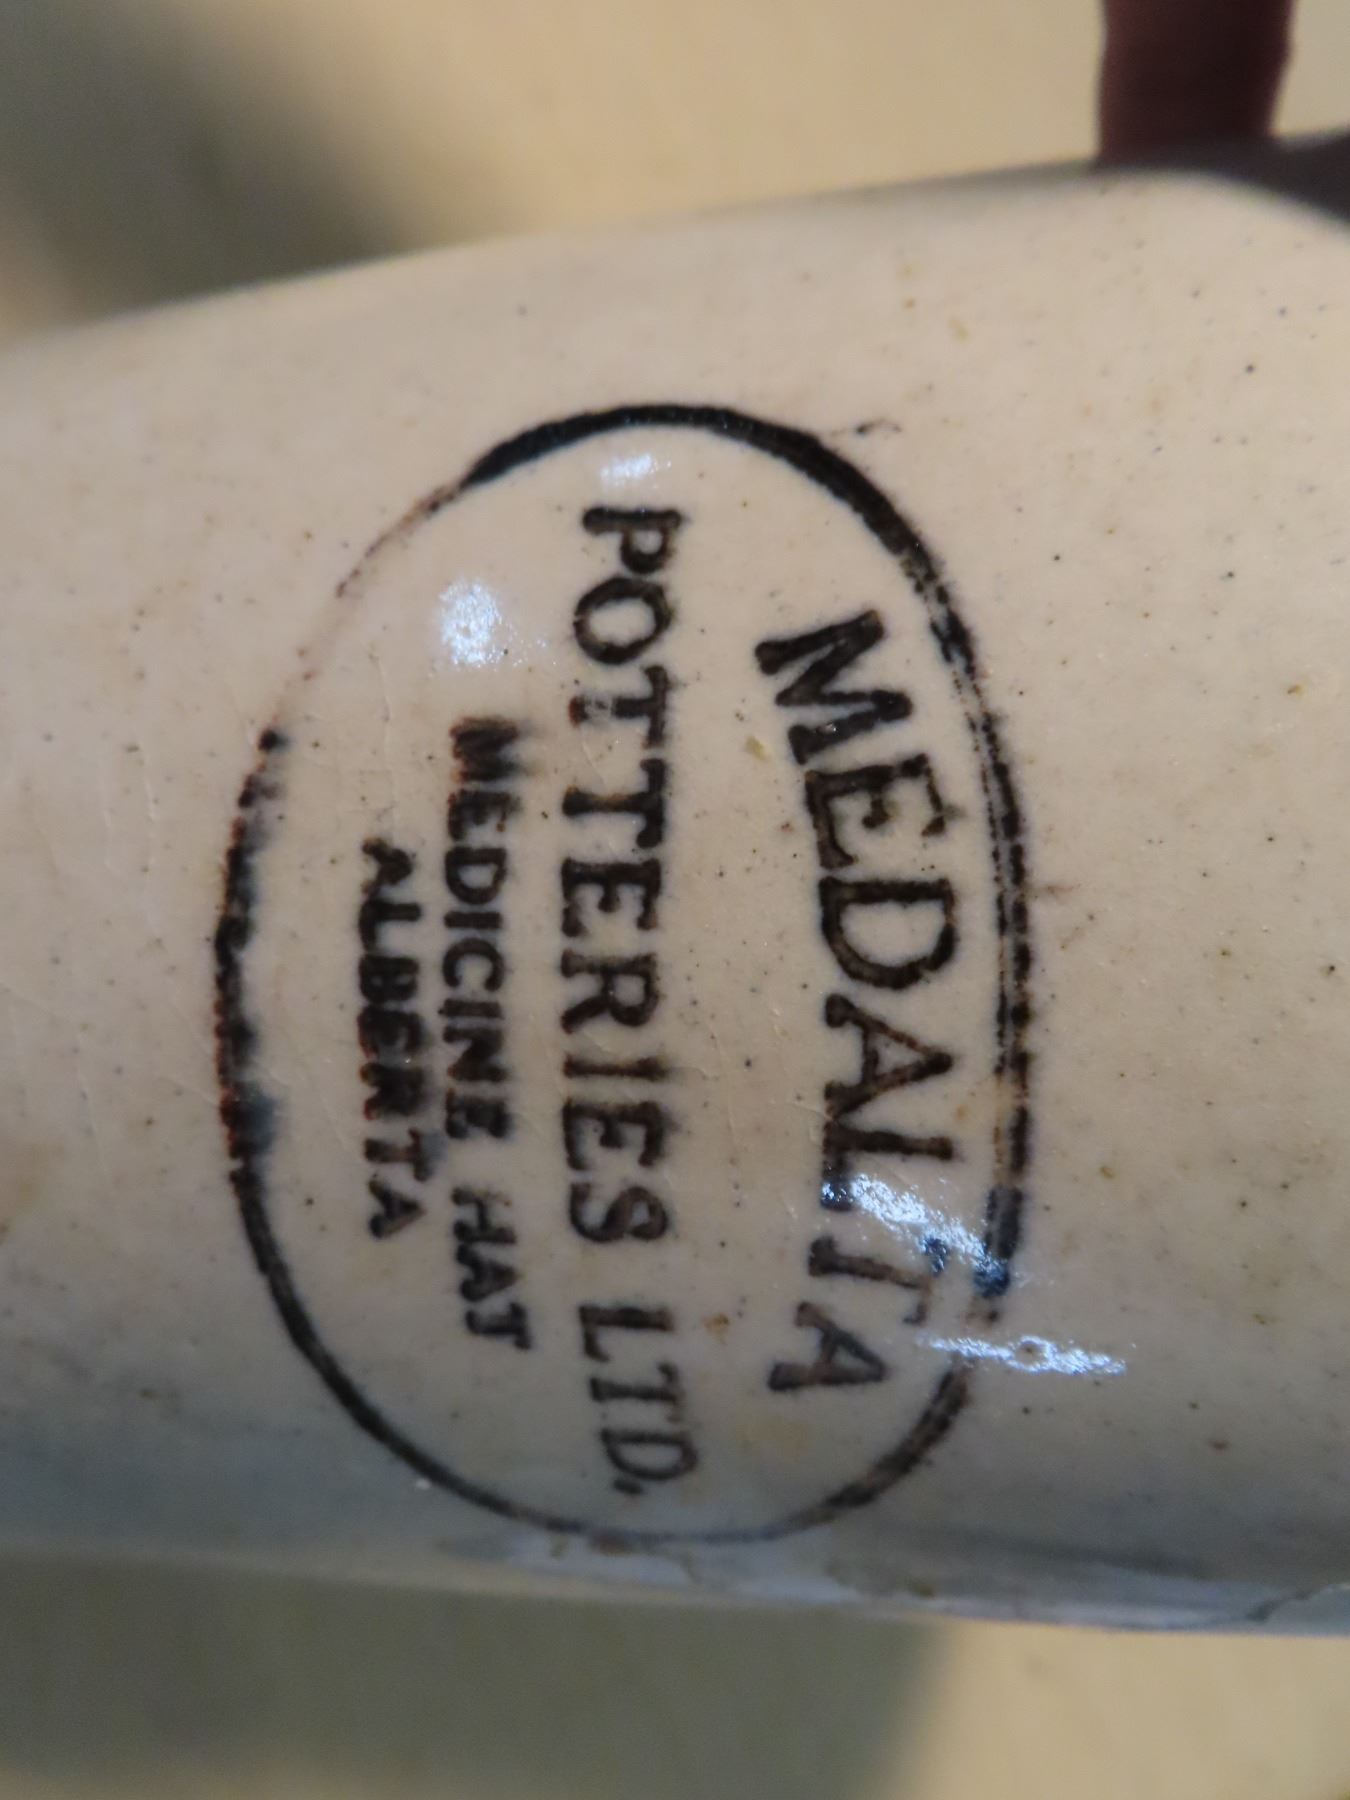 MEDALTA
POTTERIES LTD.
MEDICINE HAT
ALBERTA